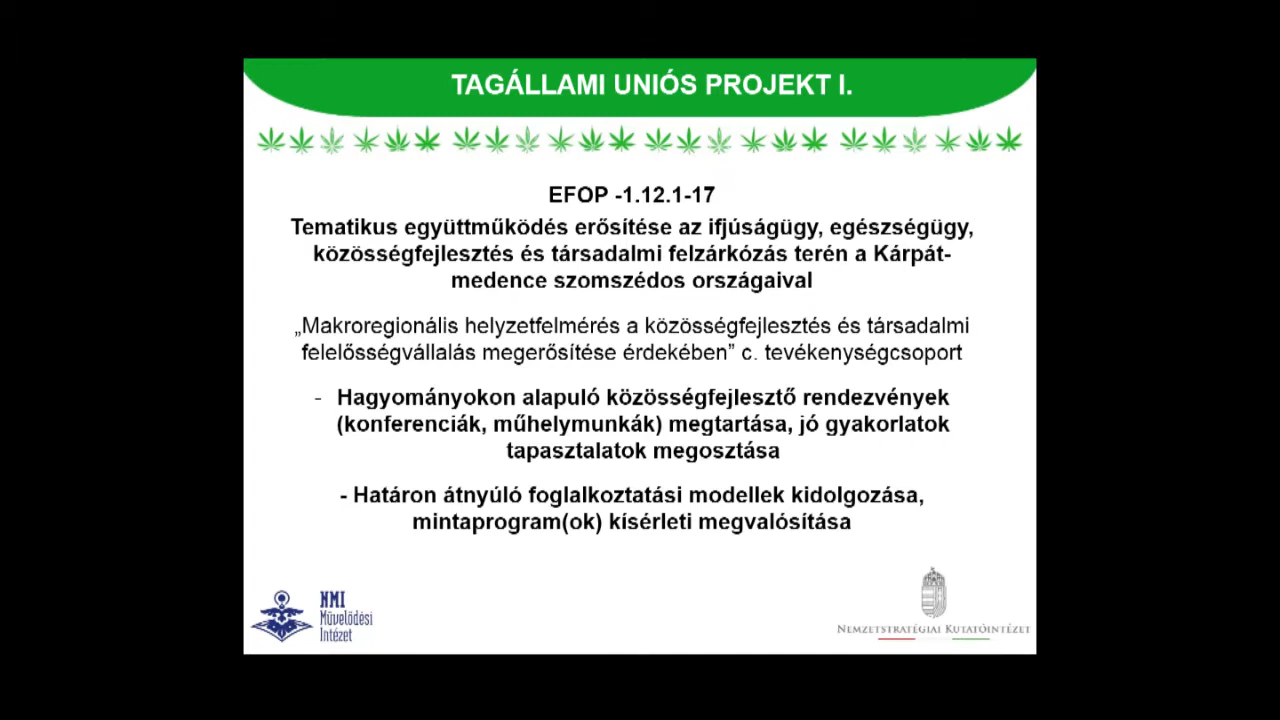 TAGÁLLAMI UNIÓS PROJEKT I.
EFOP -1.12.1-17
Tematikus együttműködés erősítése az ifjúságügy, egészségügy,
közösségfejlesztés és társadalmi felzárkózás terén a Kárpát-
medence szomszédos országaival
„Makroregionális helyzetfelmérés a közösségfejlesztés és társadalmi
felelősségvállalás megerősítése érdekében” c. tevékenységcsoport
- Hagyományokon alapuló közösségfejlesztő rendezvények
(konferenciák, műhelymunkák) megtartása, jó gyakorlatok
tapasztalatok megosztása
- Határon átnyúló foglalkoztatási modellek kidolgozása,
mintaprogram(ok) kísérleti megvalósítása
NMI
Művelődési
Intézet
Nemzetstratégiai Kutatóintézet